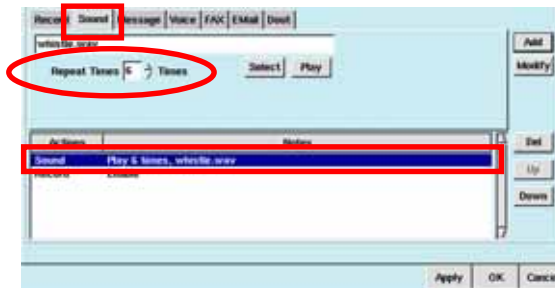 Record Sound Message Voice FAX EMail Dout
whistle.wav
Add
Repeat Times 6 Times Select Play
Modify
Actions Notes
Del
Sound Play 6 times, whistle.wav
Record Enable
Up
Down
Apply OK Cance